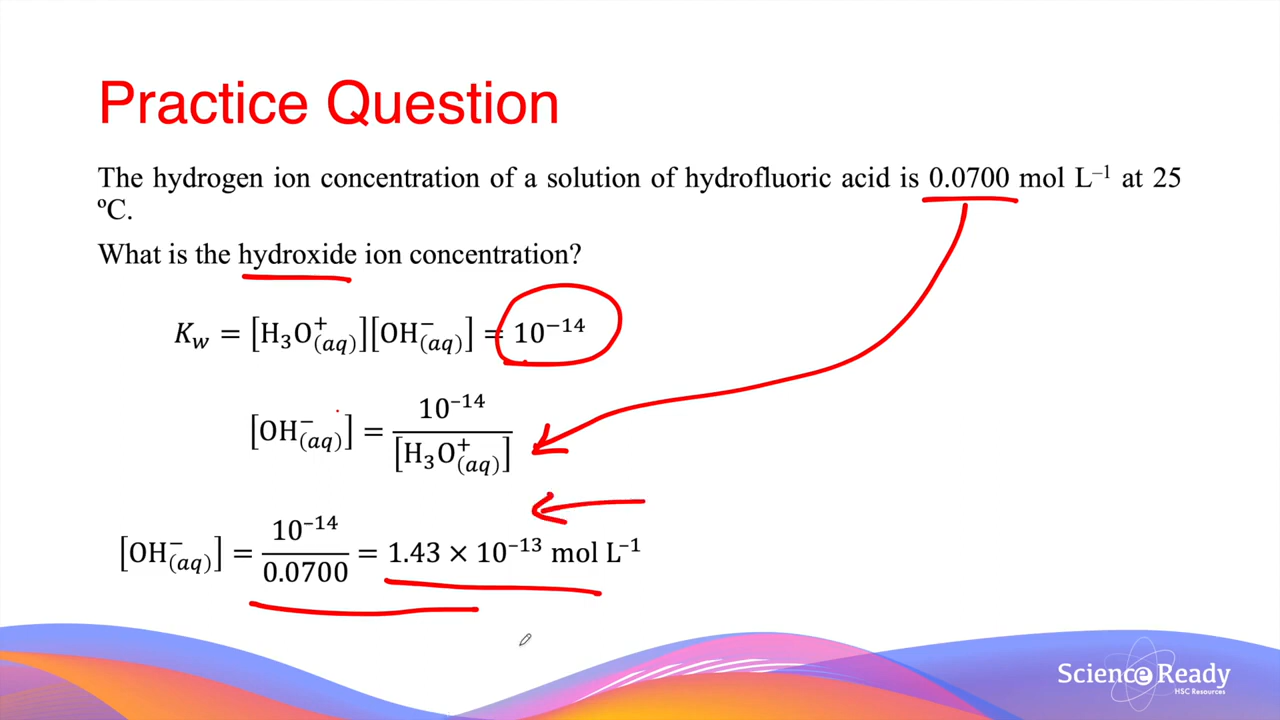 Practice Question
The hydrogen ion concentration of a solution of hydrofluoric acid is 0.0700 mol L⁻¹ at 25
ºC.
What is the hydroxide ion concentration?
K_w = [H₃O⁺₍aq₎][OH⁻₍aq₎] = 10⁻¹⁴
[OH⁻₍aq₎] = 10⁻¹⁴ / [H₃O⁺₍aq₎]
[OH⁻₍aq₎] = 10⁻¹⁴ / 0.0700 = 1.43 × 10⁻¹³ mol L⁻¹
Science Ready
HSC Resources